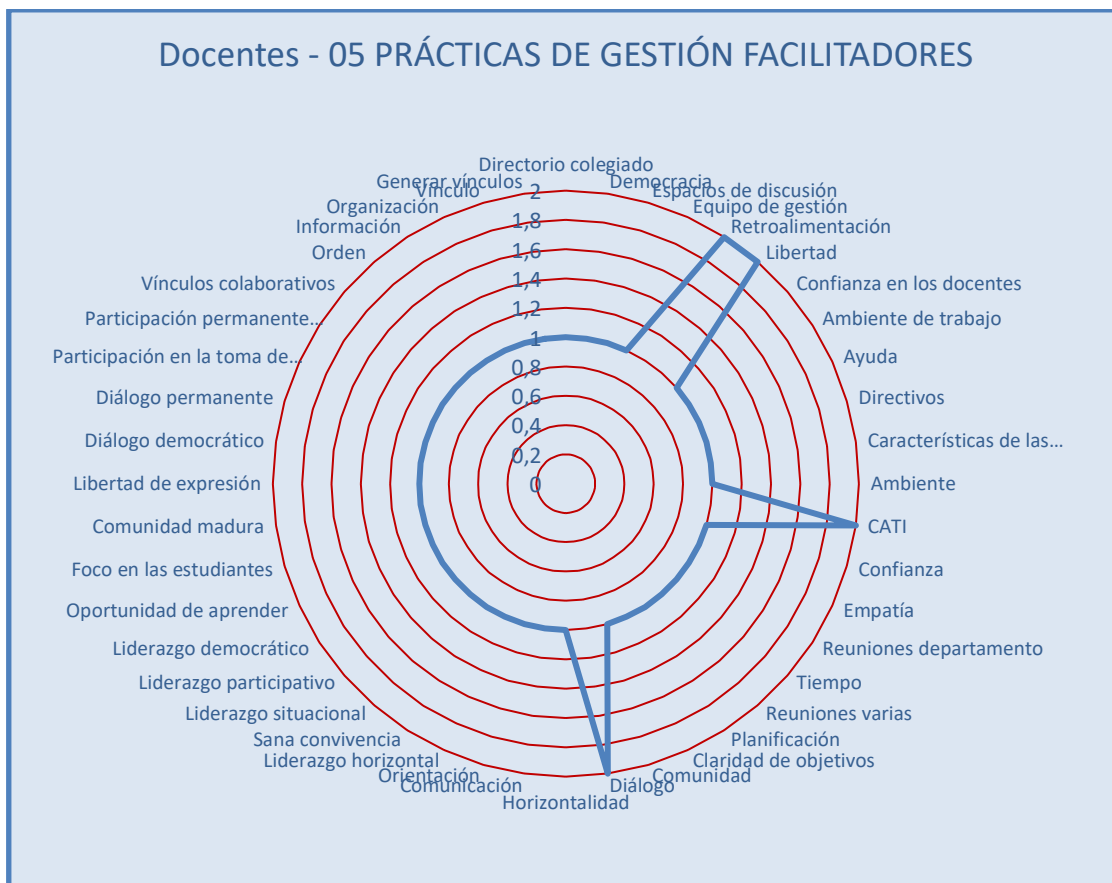 Docentes - 05 PRÁCTICAS DE GESTIÓN FACILITADORES
Directorio colegiado
Democracia
Espacios de discusión
Equipo de gestión
Retroalimentación
Libertad
Confianza en los docentes
Ambiente de trabajo
Ayuda
Directivos
Características de las…
Ambiente
CATI
Confianza
Empatía
Reuniones departamento
Tiempo
Reuniones varias
Planificación
Claridad de objetivos
Comunidad
Diálogo
Horizontalidad
Comunicación
Orientación
Liderazgo horizontal
Sana convivencia
Liderazgo situacional
Liderazgo participativo
Liderazgo democrático
Oportunidad de aprender
Foco en las estudiantes
Comunidad madura
Libertad de expresión
Diálogo democrático
Diálogo permanente
Participación en la toma de…
Participación permanente…
Vínculos colaborativos
Orden
Información
Organización
Vínculo
Generar vínculos
2
1,8
1,6
1,4
1,2
1
0,8
0,6
0,4
0,2
0